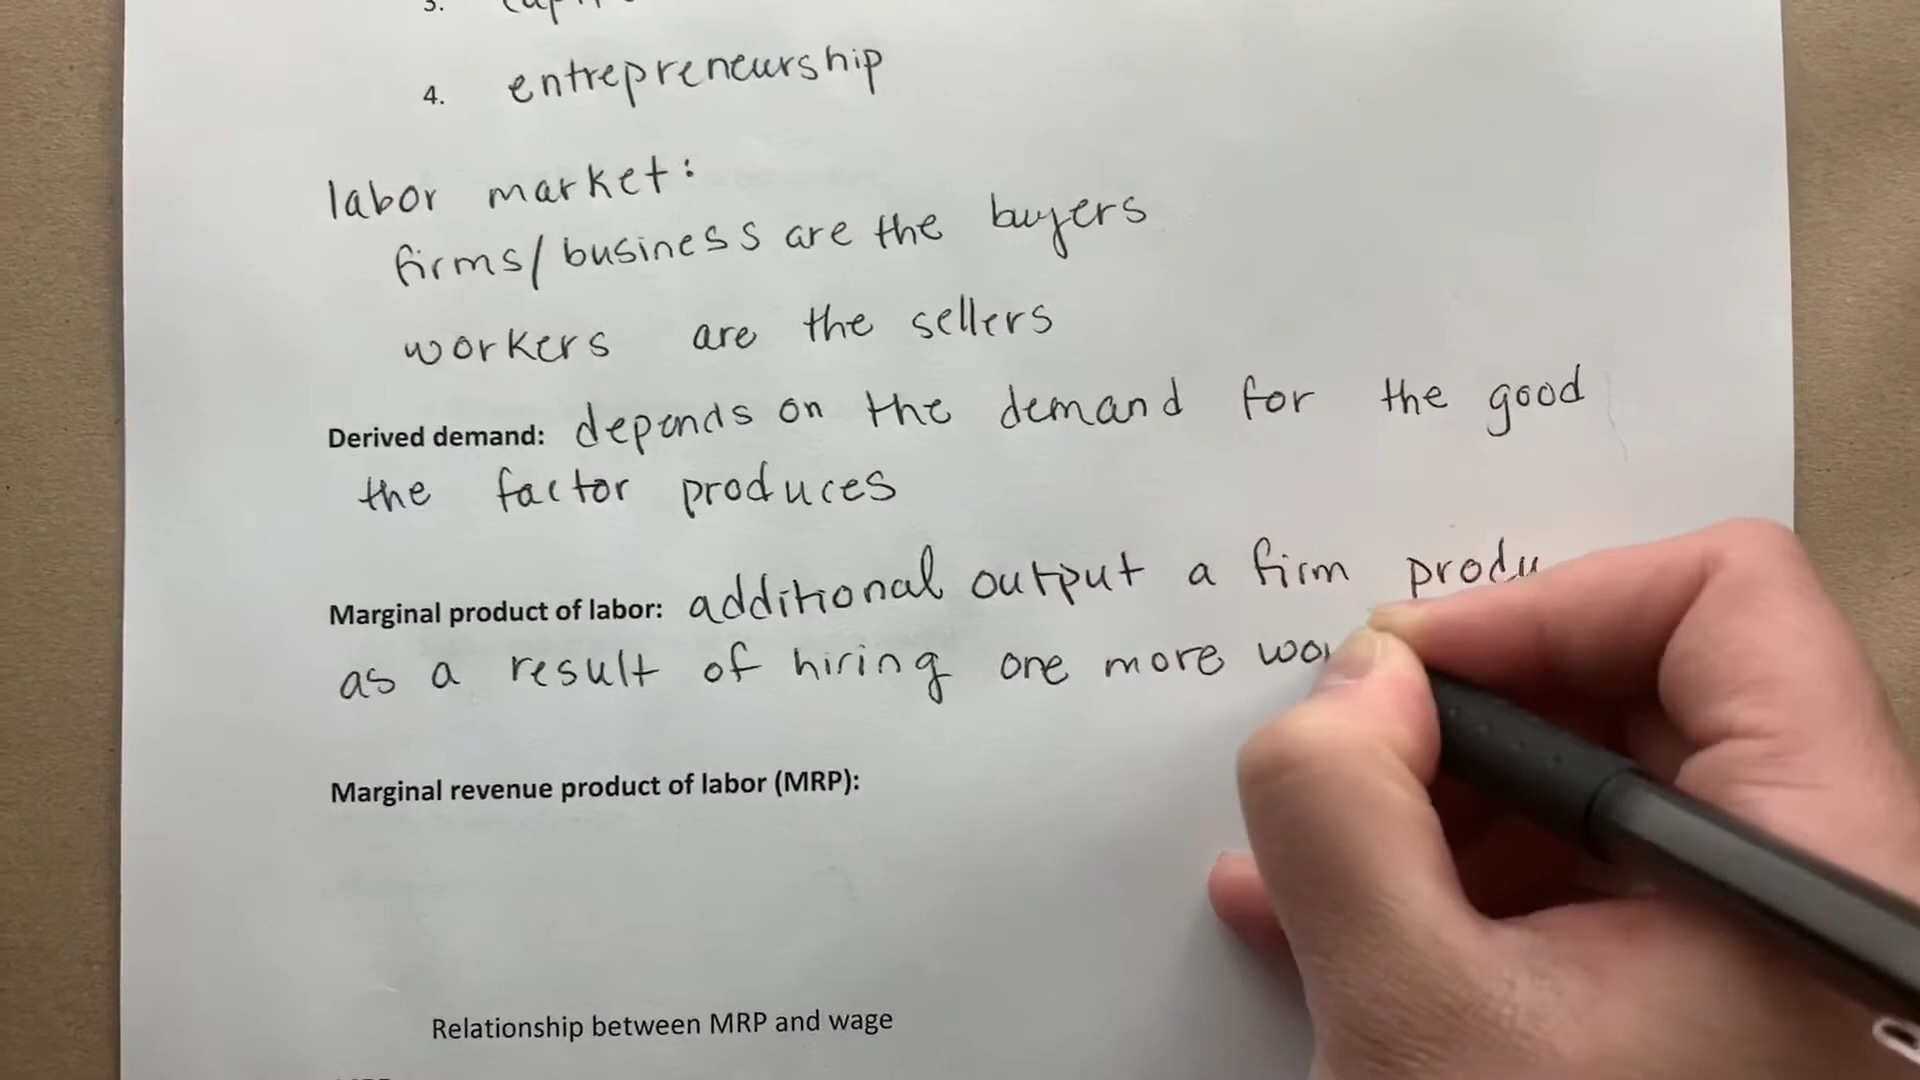 3.
4. entrepreneurship
labor market:
firms/business are the buyers
workers are the sellers
Derived demand: depends on the demand for the good
the factor produces
Marginal product of labor: additional output a firm
as a result of hiring one more
Marginal revenue product of labor (MRP):
Relationship between MRP and wage